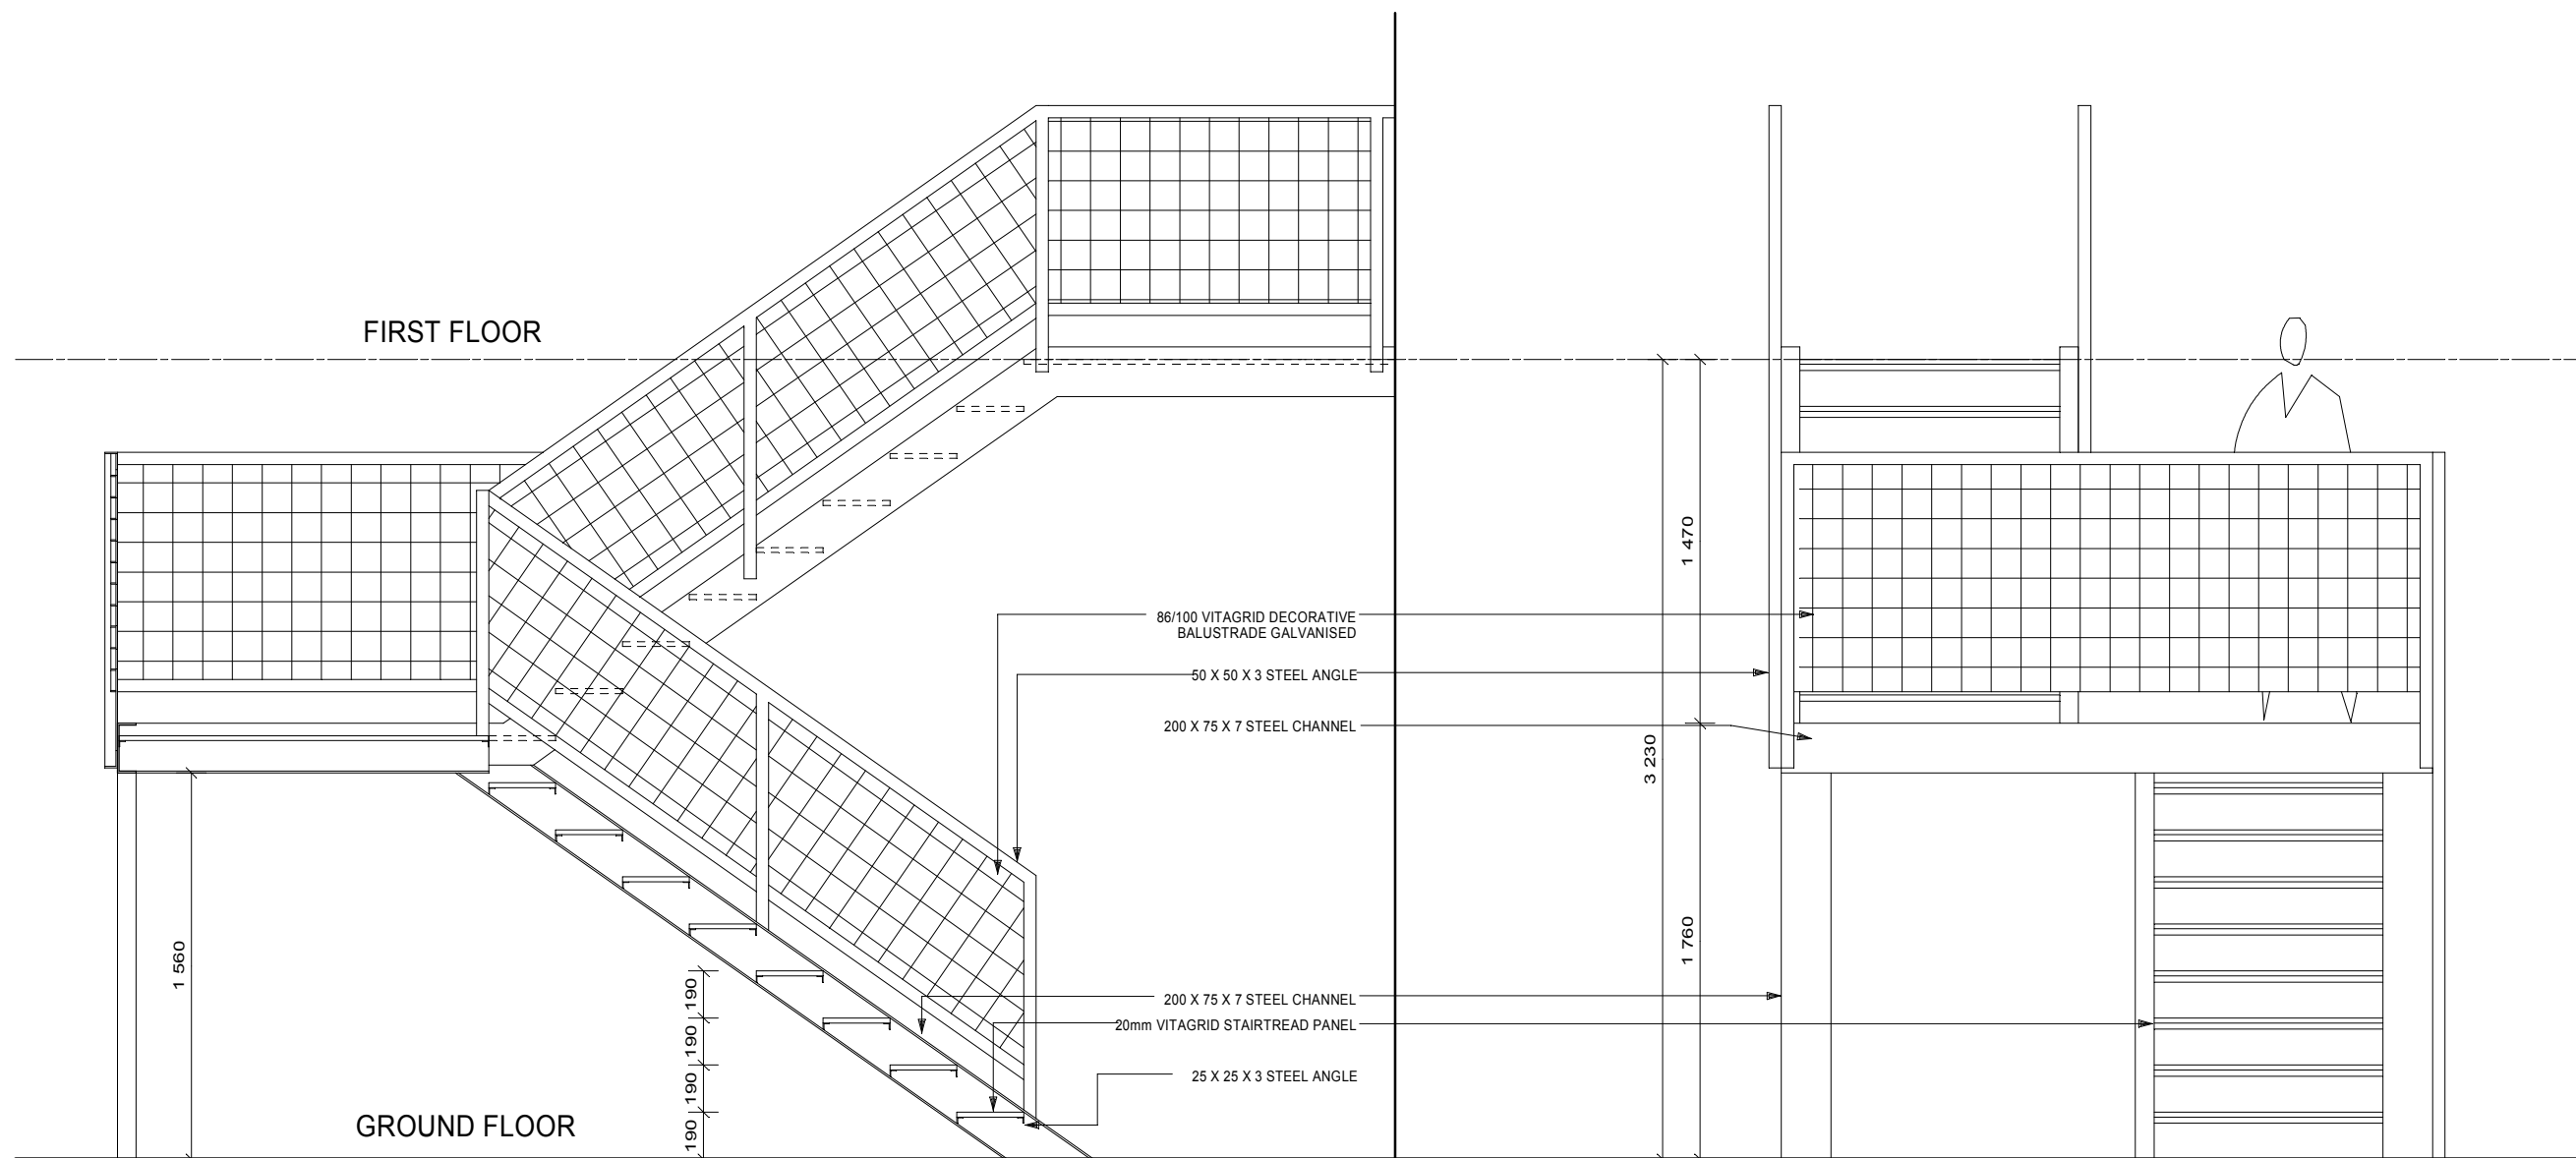 FIRST FLOOR
1 470
86/100 VITAGRID DECORATIVE
BALUSTRADE GALVANISED
50 X 50 X 3 STEEL ANGLE
200 X 75 X 7 STEEL CHANNEL
3 230
1 560
1 760
190
190
190
190
200 X 75 X 7 STEEL CHANNEL
20mm VITAGRID STAIRTREAD PANEL
25 X 25 X 3 STEEL ANGLE
GROUND FLOOR